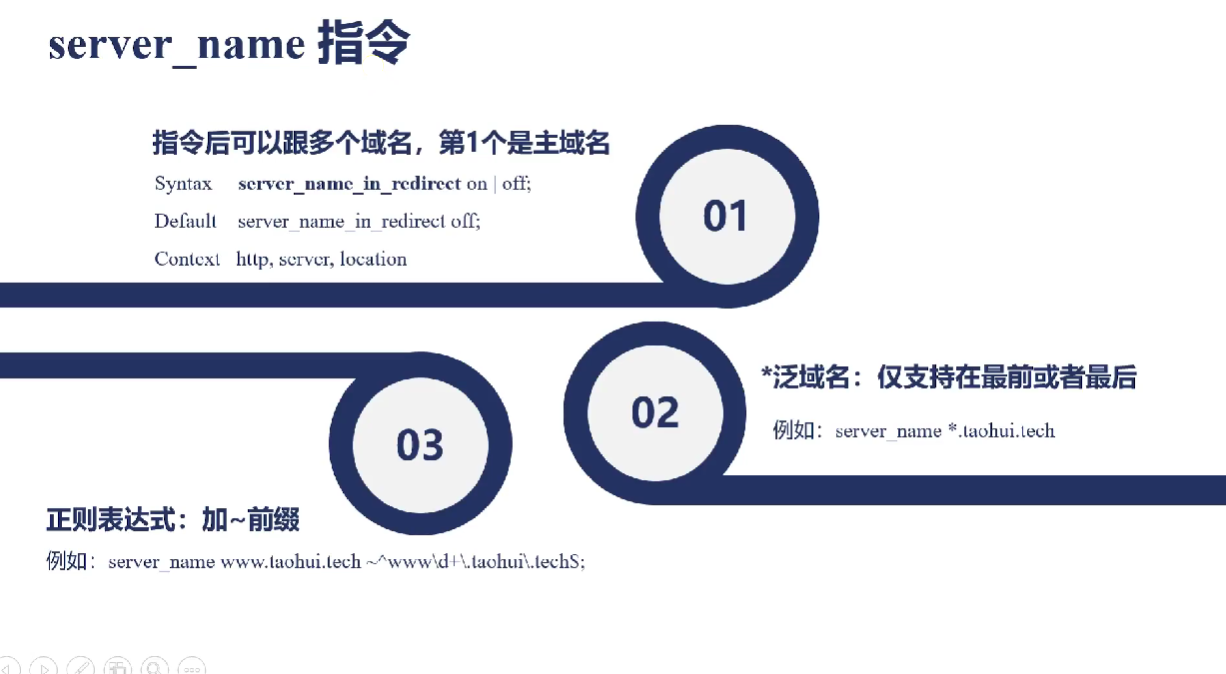 server_name 指令
指令后可以跟多个域名，第1个是主域名
Syntax server_name_in_redirect on | off;
Default server_name_in_redirect off;
Context http, server, location
01
*泛域名：仅支持在最前或者最后
例如：server_name *.taohui.tech
02
03
正则表达式：加~前缀
例如：server_name www.taohui.tech ~^www\d+\.taohui\.tech$;